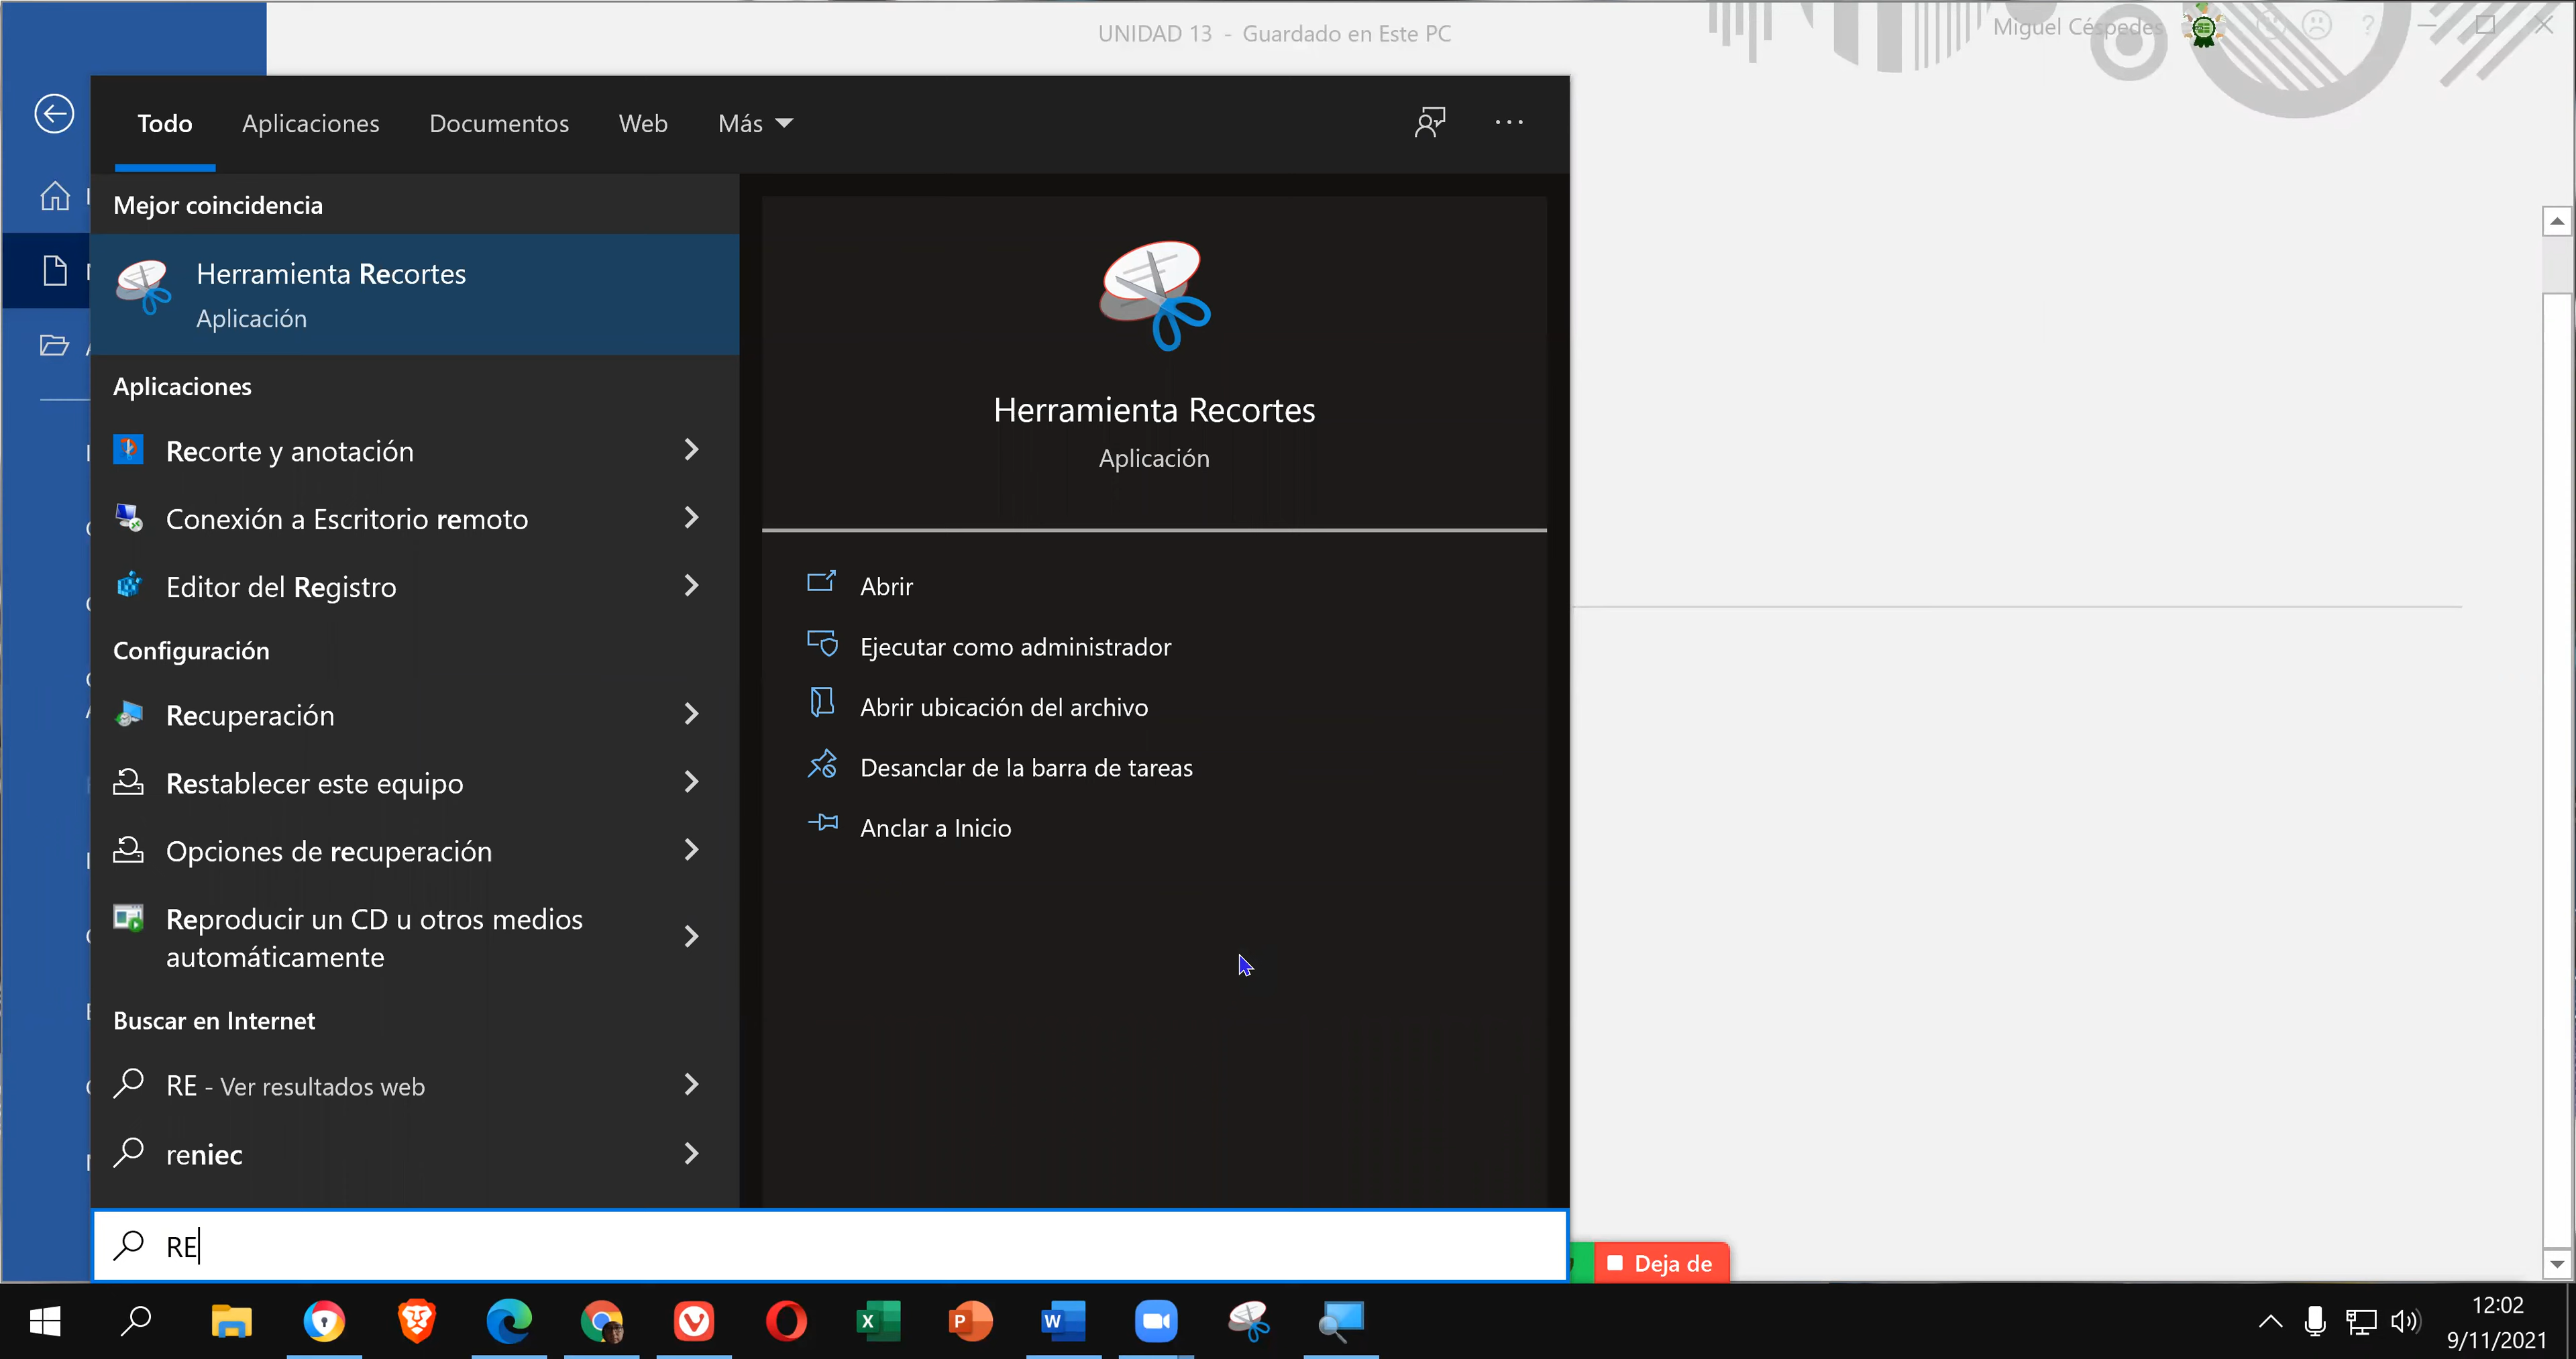 UNIDAD 13 - Guardado en Este PC
Miguel Céspedes
?
Todo Aplicaciones Documentos Web Más
Mejor coincidencia
Herramienta Recortes
Aplicación
Aplicaciones
Recorte y anotación
Conexión a Escritorio remoto
Editor del Registro
Configuración
Recuperación
Restablecer este equipo
Opciones de recuperación
Reproducir un CD u otros medios
automáticamente
Buscar en Internet
RE - Ver resultados web
reniec
RE
Herramienta Recortes
Aplicación
Abrir
Ejecutar como administrador
Abrir ubicación del archivo
Desanclar de la barra de tareas
Anclar a Inicio
Deja de
12:02
9/11/2021